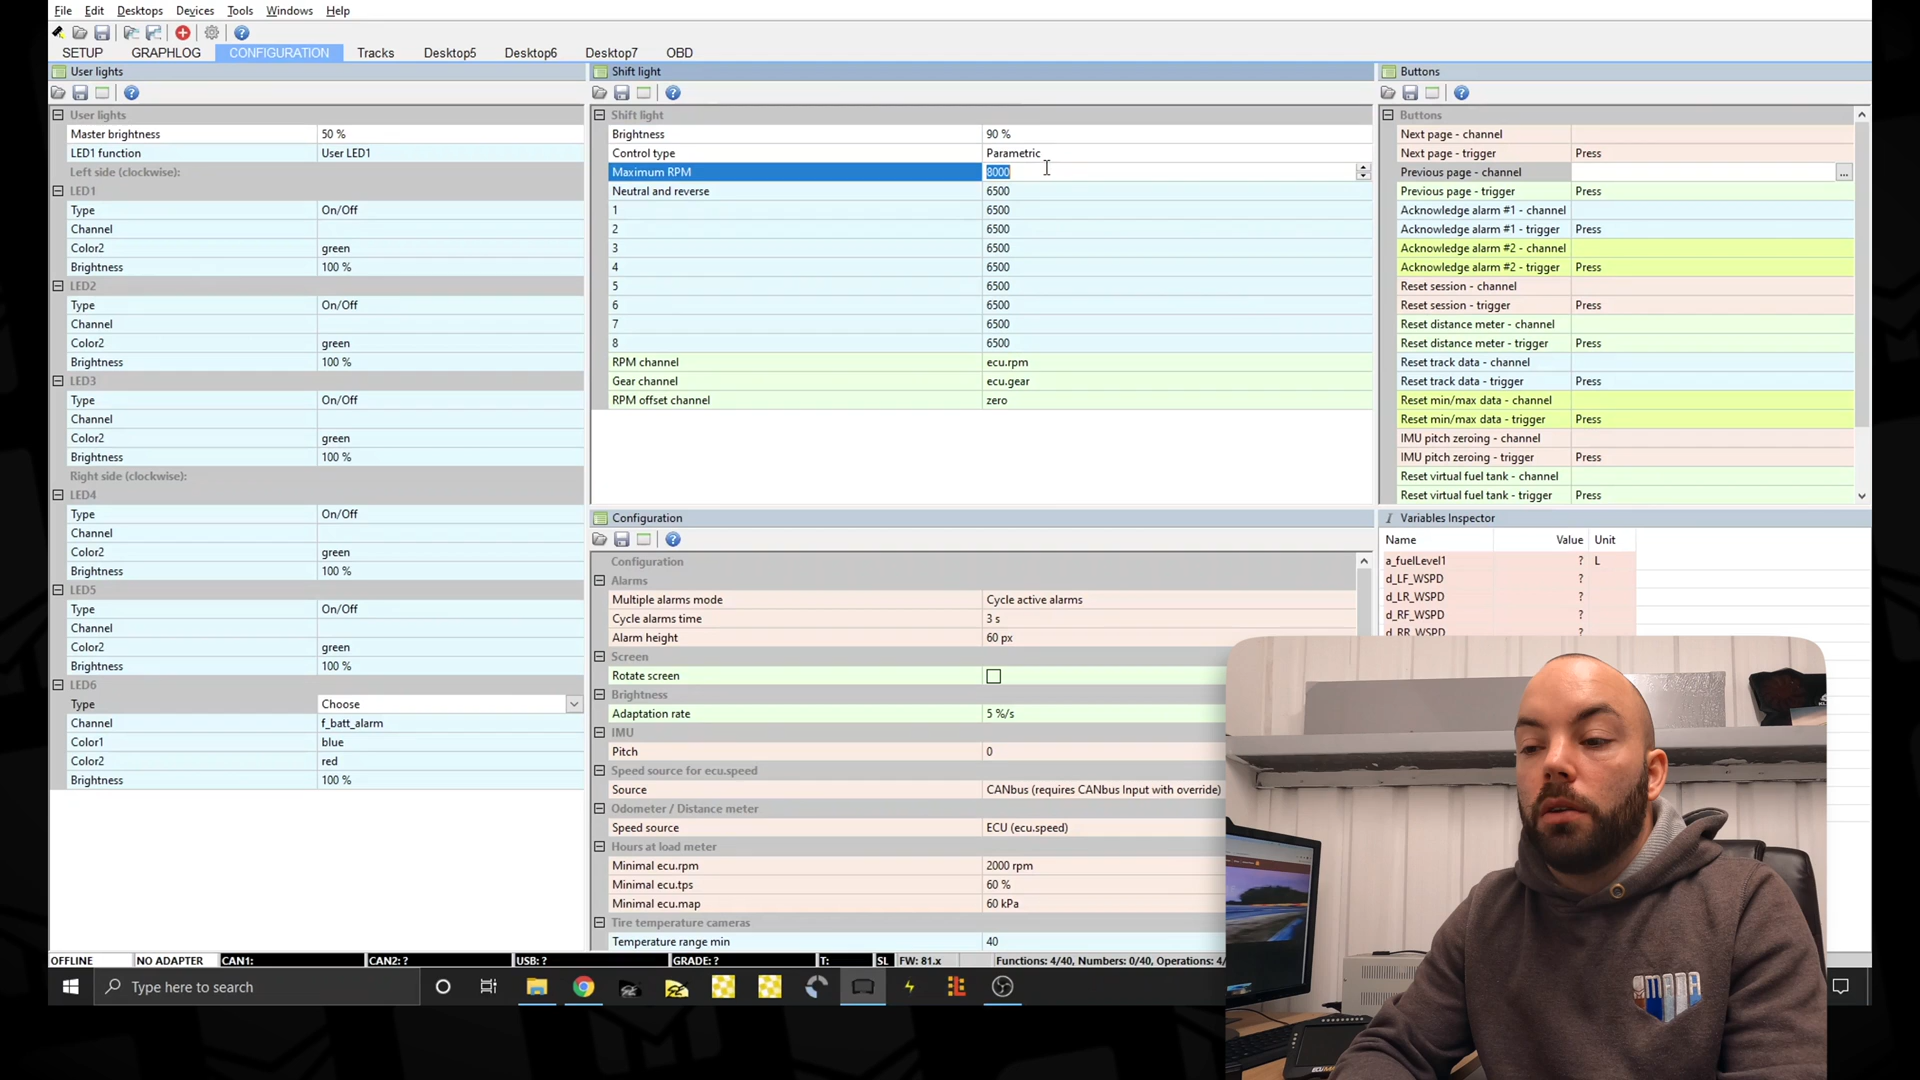 File Edit Desktops Devices Tools Windows Help
SETUP GRAPHLOG CONFIGURATION Tracks Desktop5 Desktop6 Desktop7 OBD
User lights
User lights
Master brightness 50 %
LED1 function User LED1
Left side (clockwise):
LED1
Type On/Off
Channel
Color2 green
Brightness 100 %
LED2
Type On/Off
Channel
Color2 green
Brightness 100 %
LED3
Type On/Off
Channel
Color2 green
Brightness 100 %
Right side (clockwise):
LED4
Type On/Off
Channel
Color2 green
Brightness 100 %
LED5
Type On/Off
Channel
Color2 green
Brightness 100 %
LED6
Type Choose
Channel f_batt_alarm
Color1 blue
Color2 red
Brightness 100 %
Shift light
Shift light
Brightness 90 %
Control type Parametric
Maximum RPM 8000
Neutral and reverse 6500
1 6500
2 6500
3 6500
4 6500
5 6500
6 6500
7 6500
8 6500
RPM channel ecu.rpm
Gear channel ecu.gear
RPM offset channel zero
Configuration
Configuration
Alarms
Multiple alarms mode Cycle active alarms
Cycle alarms time 3 s
Alarm height 60 px
Screen
Rotate screen
Brightness
Adaptation rate 5 %/s
IMU
Pitch 0
Speed source for ecu.speed
Source CANbus (requires CANbus Input with override)
Odometer / Distance meter
Speed source ECU (ecu.speed)
Hours at load meter
Minimal ecu.rpm 2000 rpm
Minimal ecu.tps 60 %
Minimal ecu.map 60 kPa
Tire temperature cameras
Temperature range min 40
Buttons
Buttons
Next page - channel
Next page - trigger Press
Previous page - channel ...
Previous page - trigger Press
Acknowledge alarm #1 - channel
Acknowledge alarm #1 - trigger Press
Acknowledge alarm #2 - channel
Acknowledge alarm #2 - trigger Press
Reset session - channel
Reset session - trigger Press
Reset distance meter - channel
Reset distance meter - trigger Press
Reset track data - channel
Reset track data - trigger Press
Reset min/max data - channel
Reset min/max data - trigger Press
IMU pitch zeroing - channel
IMU pitch zeroing - trigger Press
Reset virtual fuel tank - channel
Reset virtual fuel tank - trigger Press
Variables Inspector
Name Value Unit
a_fuelLevel1 ? L
d_LF_WSPD ?
d_LR_WSPD ?
d_RF_WSPD ?
d_RR_WSPD ?
OFFLINE NO ADAPTER CAN1: CAN2: ? USB: ? GRADE: ? T: SL FW: 81.x Functions: 4/40, Numbers: 0/40, Operations: 4/
Type here to search